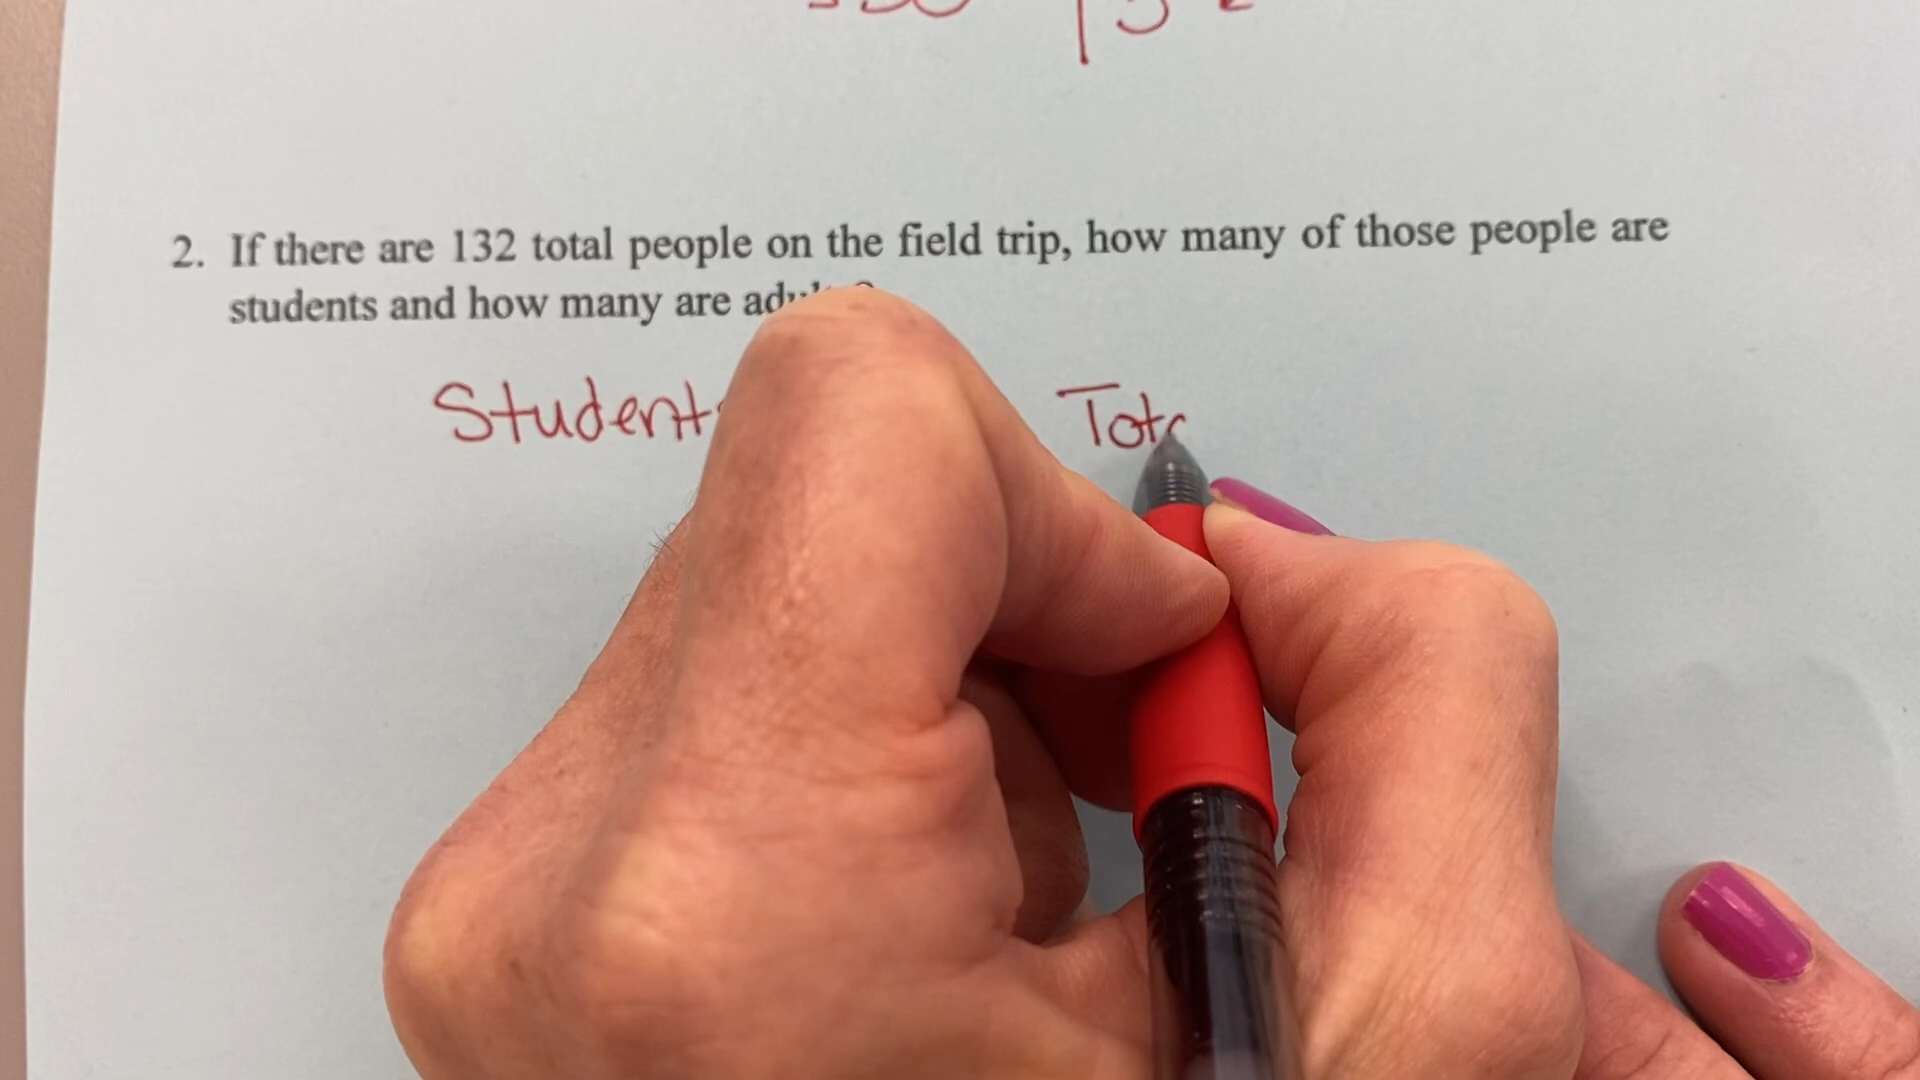 2. If there are 132 total people on the field trip, how many of those people are
students and how many are
Student Tota